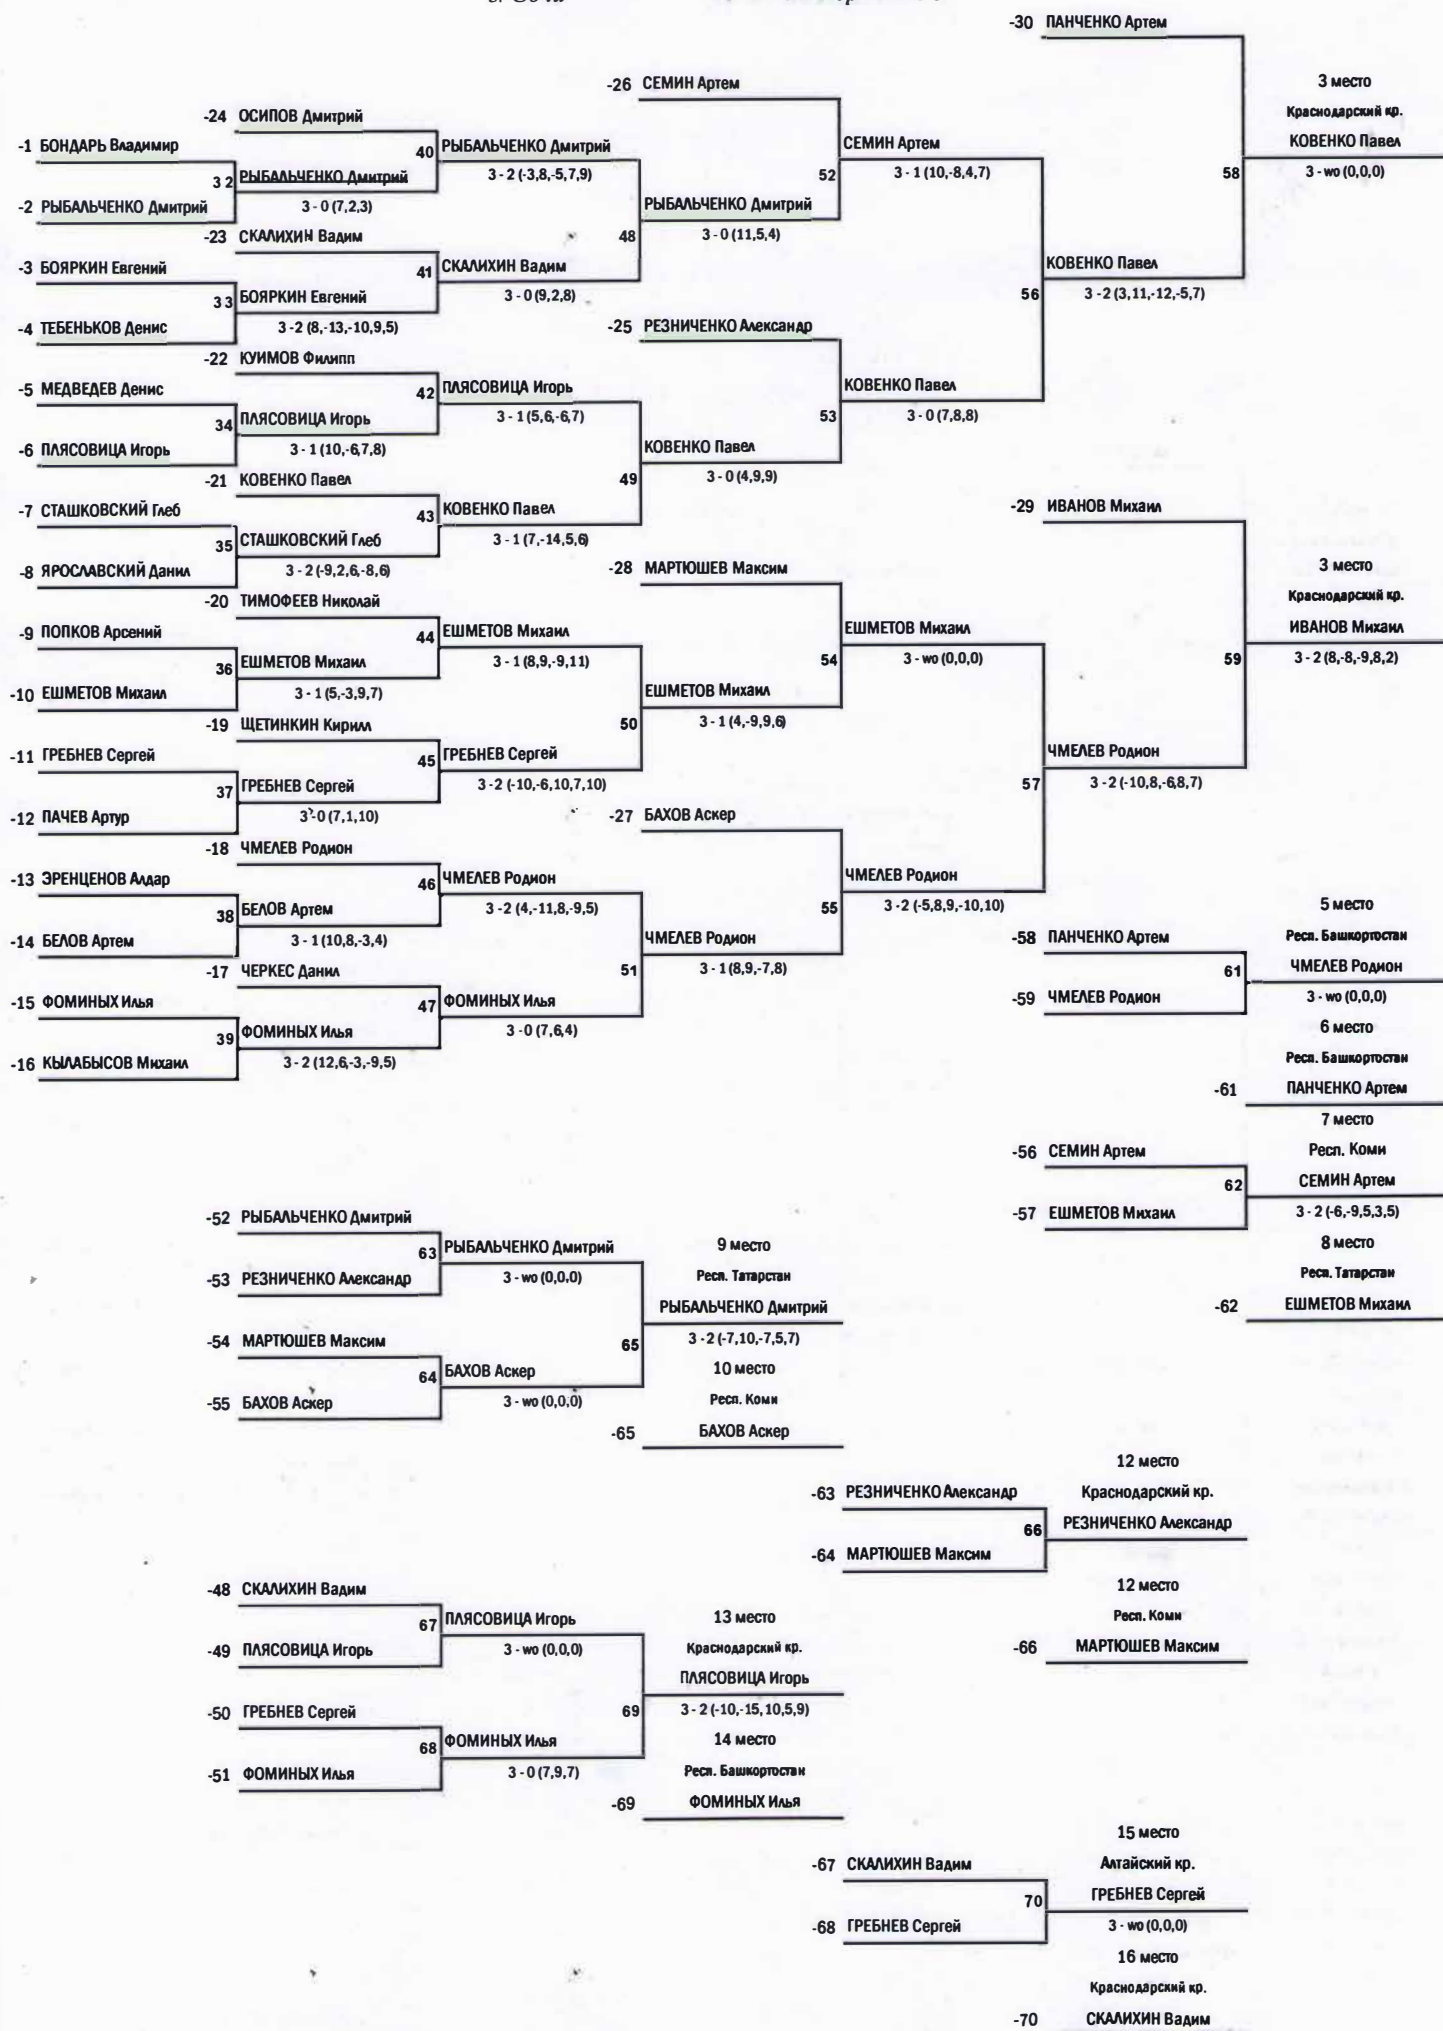 -30 ПАНЧЕНКО Артем
-26 СЕМИН Артем
3 место
Краснодарский кр.
КОВЕНКО Павел
58
3 - wo (0,0,0)
-24 ОСИПОВ Дмитрий
-1 БОНДАРЬ Владимир
40 РЫБАЛЬЧЕНКО Дмитрий
3 - 2 (-3,8,-5,7,9)
СЕМИН Артем
52
3 - 1 (10,-8,4,7)
32 РЫБАЛЬЧЕНКО Дмитрий
3 - 0 (7,2,3)
-2 РЫБАЛЬЧЕНКО Дмитрий
РЫБАЛЬЧЕНКО Дмитрий
48
3 - 0 (11,5,4)
-23 СКАЛИХИН Вадим
-3 БОЯРКИН Евгений
41 СКАЛИХИН Вадим
3 - 0 (9,2,8)
КОВЕНКО Павел
56
3 - 2 (3,11,-12,-5,7)
33 БОЯРКИН Евгений
3 - 2 (8,-13,-10,9,5)
-4 ТЕБЕНЬКОВ Денис
-25 РЕЗНИЧЕНКО Александр
-22 КУИМОВ Филипп
-5 МЕДВЕДЕВ Денис
42 ПЛЯСОВИЦА Игорь
3 - 1 (5,6,-6,7)
КОВЕНКО Павел
53
3 - 0 (7,8,8)
34 ПЛЯСОВИЦА Игорь
3 - 1 (10,-6,7,8)
-6 ПЛЯСОВИЦА Игорь
КОВЕНКО Павел
49
3 - 0 (4,9,9)
-21 КОВЕНКО Павел
-7 СТАШКОВСКИЙ Глеб
43 КОВЕНКО Павел
3 - 1 (7,-14,5,6)
-29 ИВАНОВ Михаил
35 СТАШКОВСКИЙ Глеб
3 - 2 (-9,2,6,-8,6)
-8 ЯРОСЛАВСКИЙ Данил
-28 МАРТЮШЕВ Максим
3 место
Краснодарский кр.
ИВАНОВ Михаил
59
3 - 2 (8,-8,-9,8,2)
-20 ТИМОФЕЕВ Николай
-9 ПОПКОВ Арсений
44 ЕШМЕТОВ Михаил
3 - 1 (8,9,-9,11)
ЕШМЕТОВ Михаил
54
3 - wo (0,0,0)
36 ЕШМЕТОВ Михаил
3 - 1 (5,-3,9,7)
-10 ЕШМЕТОВ Михаил
ЕШМЕТОВ Михаил
50
3 - 1 (4,-9,9,6)
-19 ЩЕТИНКИН Кирилл
-11 ГРЕБНЕВ Сергей
45 ГРЕБНЕВ Сергей
3 - 2 (-10,-6,10,7,10)
ЧМЕЛЕВ Родион
57
3 - 2 (-10,8,-6,8,7)
37 ГРЕБНЕВ Сергей
3 -0 (7,1,10)
-12 ПАЧЕВ Артур
-27 БАХОВ Аскер
-18 ЧМЕЛЕВ Родион
-13 ЭРЕНЦЕНОВ Алдар
46 ЧМЕЛЕВ Родион
3 - 2 (4,-11,8,-9,5)
ЧМЕЛЕВ Родион
55
3 - 2 (-5,8,9,-10,10)
38 БЕЛОВ Артем
3 - 1 (10,8,-3,4)
-14 БЕЛОВ Артем
ЧМЕЛЕВ Родион
51
3 - 1 (8,9,-7,8)
-17 ЧЕРКЕС Данил
-15 ФОМИНЫХ Илья
47 ФОМИНЫХ Илья
3 - 0 (7,6,4)
39 ФОМИНЫХ Илья
3 - 2 (12,6,-3,-9,5)
-16 КЫЛАБЫСОВ Михаил
5 место
-58 ПАНЧЕНКО Артем
Респ. Башкортостан
61 ЧМЕЛЕВ Родион
-59 ЧМЕЛЕВ Родион
3 - wo (0,0,0)
6 место
Респ. Башкортостан
-61 ПАНЧЕНКО Артем
7 место
-56 СЕМИН Артем
Респ. Коми
62 СЕМИН Артем
-57 ЕШМЕТОВ Михаил
3 - 2 (-6,-9,5,3,5)
8 место
Респ. Татарстан
-62 ЕШМЕТОВ Михаил
-52 РЫБАЛЬЧЕНКО Дмитрий
63 РЫБАЛЬЧЕНКО Дмитрий
3 - wo (0,0,0)
-53 РЕЗНИЧЕНКО Александр
9 место
Респ. Татарстан
РЫБАЛЬЧЕНКО Дмитрий
65
3 - 2 (-7,10,-7,5,7)
-54 МАРТЮШЕВ Максим
64 БАХОВ Аскер
3 - wo (0,0,0)
-55 БАХОВ Аскер
10 место
Респ. Коми
-65 БАХОВ Аскер
12 место
-63 РЕЗНИЧЕНКО Александр
Краснодарский кр.
66 РЕЗНИЧЕНКО Александр
-64 МАРТЮШЕВ Максим
12 место
Респ. Коми
-66 МАРТЮШЕВ Максим
-48 СКАЛИХИН Вадим
67 ПЛЯСОВИЦА Игорь
3 - wo (0,0,0)
-49 ПЛЯСОВИЦА Игорь
13 место
Краснодарский кр.
ПЛЯСОВИЦА Игорь
69
3 - 2 (-10,-15,10,5,9)
-50 ГРЕБНЕВ Сергей
68 ФОМИНЫХ Илья
3 - 0 (7,9,7)
-51 ФОМИНЫХ Илья
14 место
Респ. Башкортостан
-69 ФОМИНЫХ Илья
15 место
-67 СКАЛИХИН Вадим
Алтайский кр.
70 ГРЕБНЕВ Сергей
-68 ГРЕБНЕВ Сергей
3 - wo (0,0,0)
16 место
Краснодарский кр.
-70 СКАЛИХИН Вадим